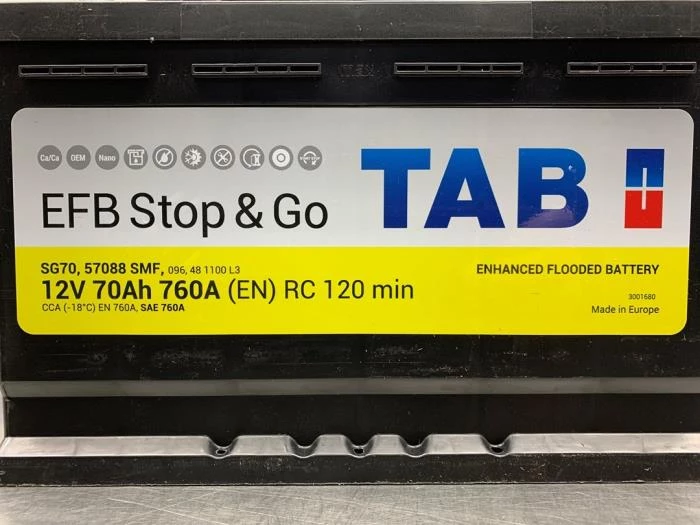 Ca/Ca OEM Nano
EFB Stop & Go
TAB
SG70, 57088 SMF, 096, 48 1100 L3
12V 70Ah 760A (EN) RC 120 min
CCA (-18°C) EN 760A, SAE 760A
ENHANCED FLOODED BATTERY
3001680
Made in Europe